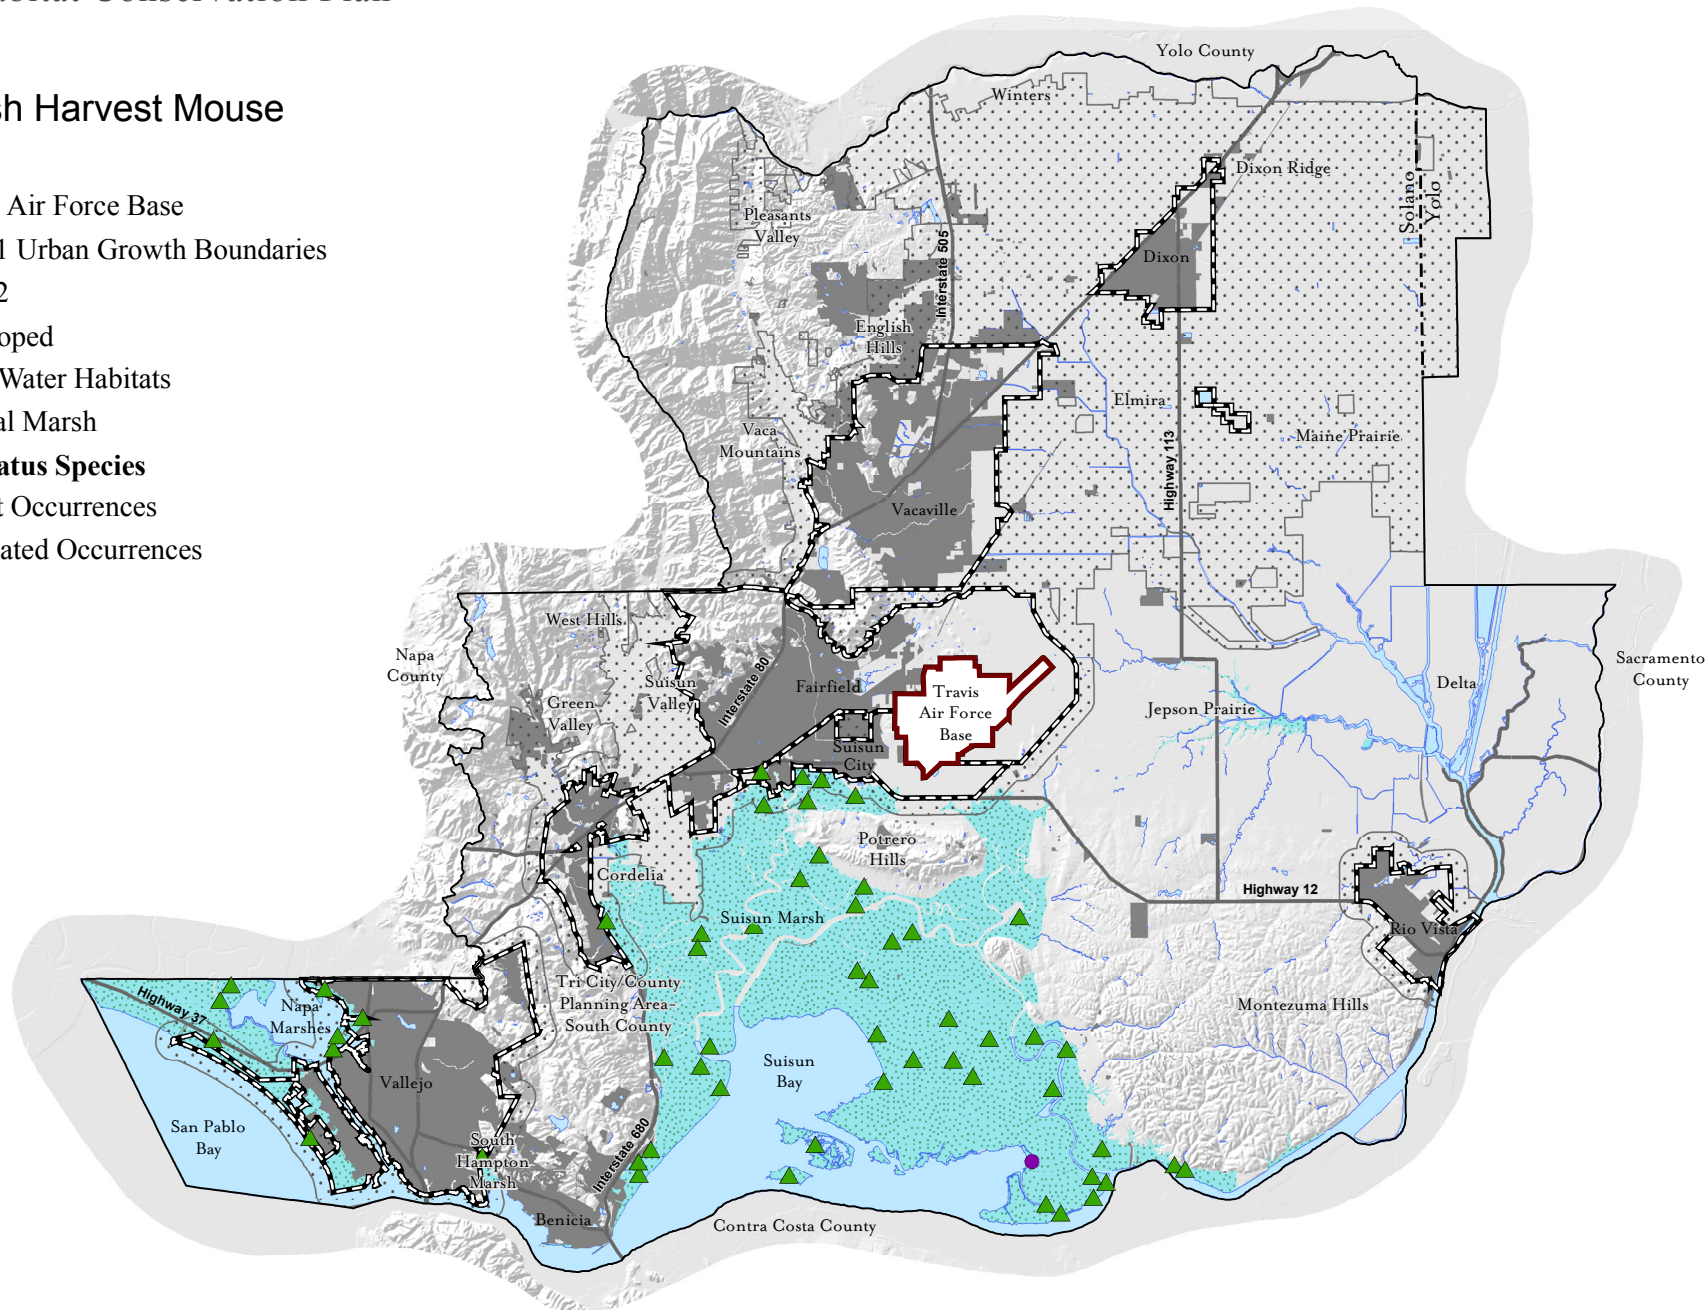 Habitat Conservation Plan
sh Harvest Mouse
Air Force Base
1 Urban Growth Boundaries
2
oped
Water Habitats
al Marsh
atus Species
t Occurrences
ated Occurrences
Yolo County
Winters
Dixon Ridge
Solano
Yolo
Pleasants
Valley
Interstate 505
Dixon
English
Hills
Elmira
Vaca
Mountains
Highway 113
Maine Prairie
Vacaville
West Hills
Napa
County
Suisun
Valley
Green
Valley
Interstate 80
Fairfield
Travis
Air Force
Base
Suisun
City
Jepson Prairie
Delta
Sacramento
County
Potrero
Hills
Cordelia
Highway 12
Suisun Marsh
Rio Vista
Tri City/County
Planning Area-
South County
Highway 37
Napa
Marshes
Montezuma Hills
Suisun
Bay
Vallejo
San Pablo
Bay
South
Hampton
Marsh
Interstate 680
Benicia
Contra Costa County